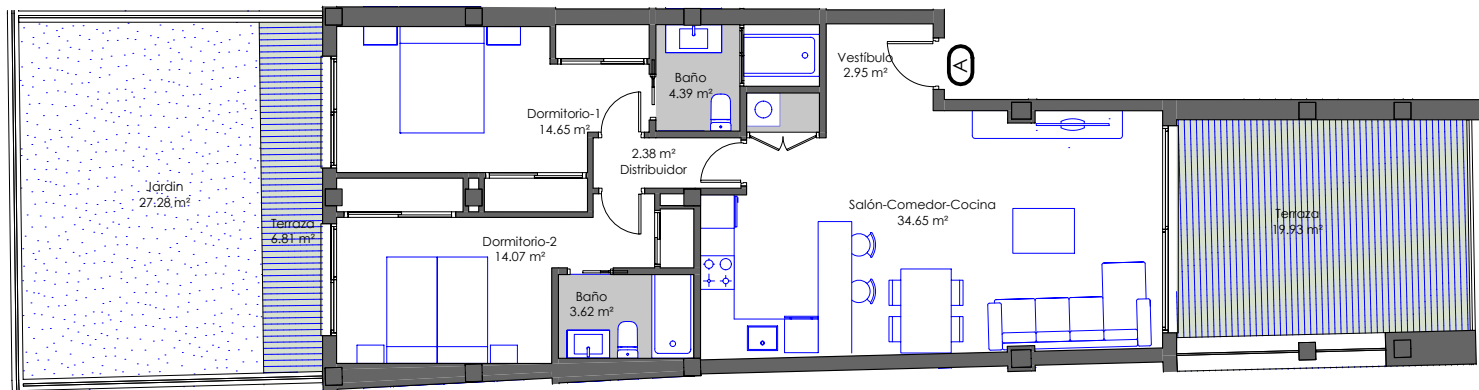 Jardin
27.28 m²
Terraza
6.81 m²
Dormitorio-1
14.65 m²
Baño
4.39 m²
Vestíbulo
2.95 m²
A
2.38 m²
Distribuidor
Dormitorio-2
14.07 m²
Baño
3.62 m²
Salón-Comedor-Cocina
34.65 m²
Terraza
19.93 m²